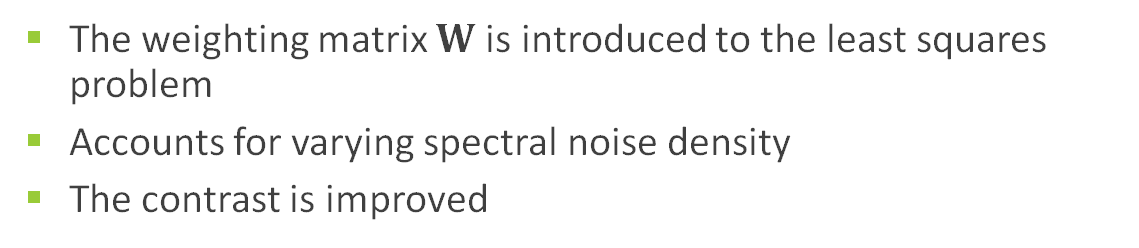 ▪ The weighting matrix W is introduced to the least squares
problem
▪ Accounts for varying spectral noise density
▪ The contrast is improved